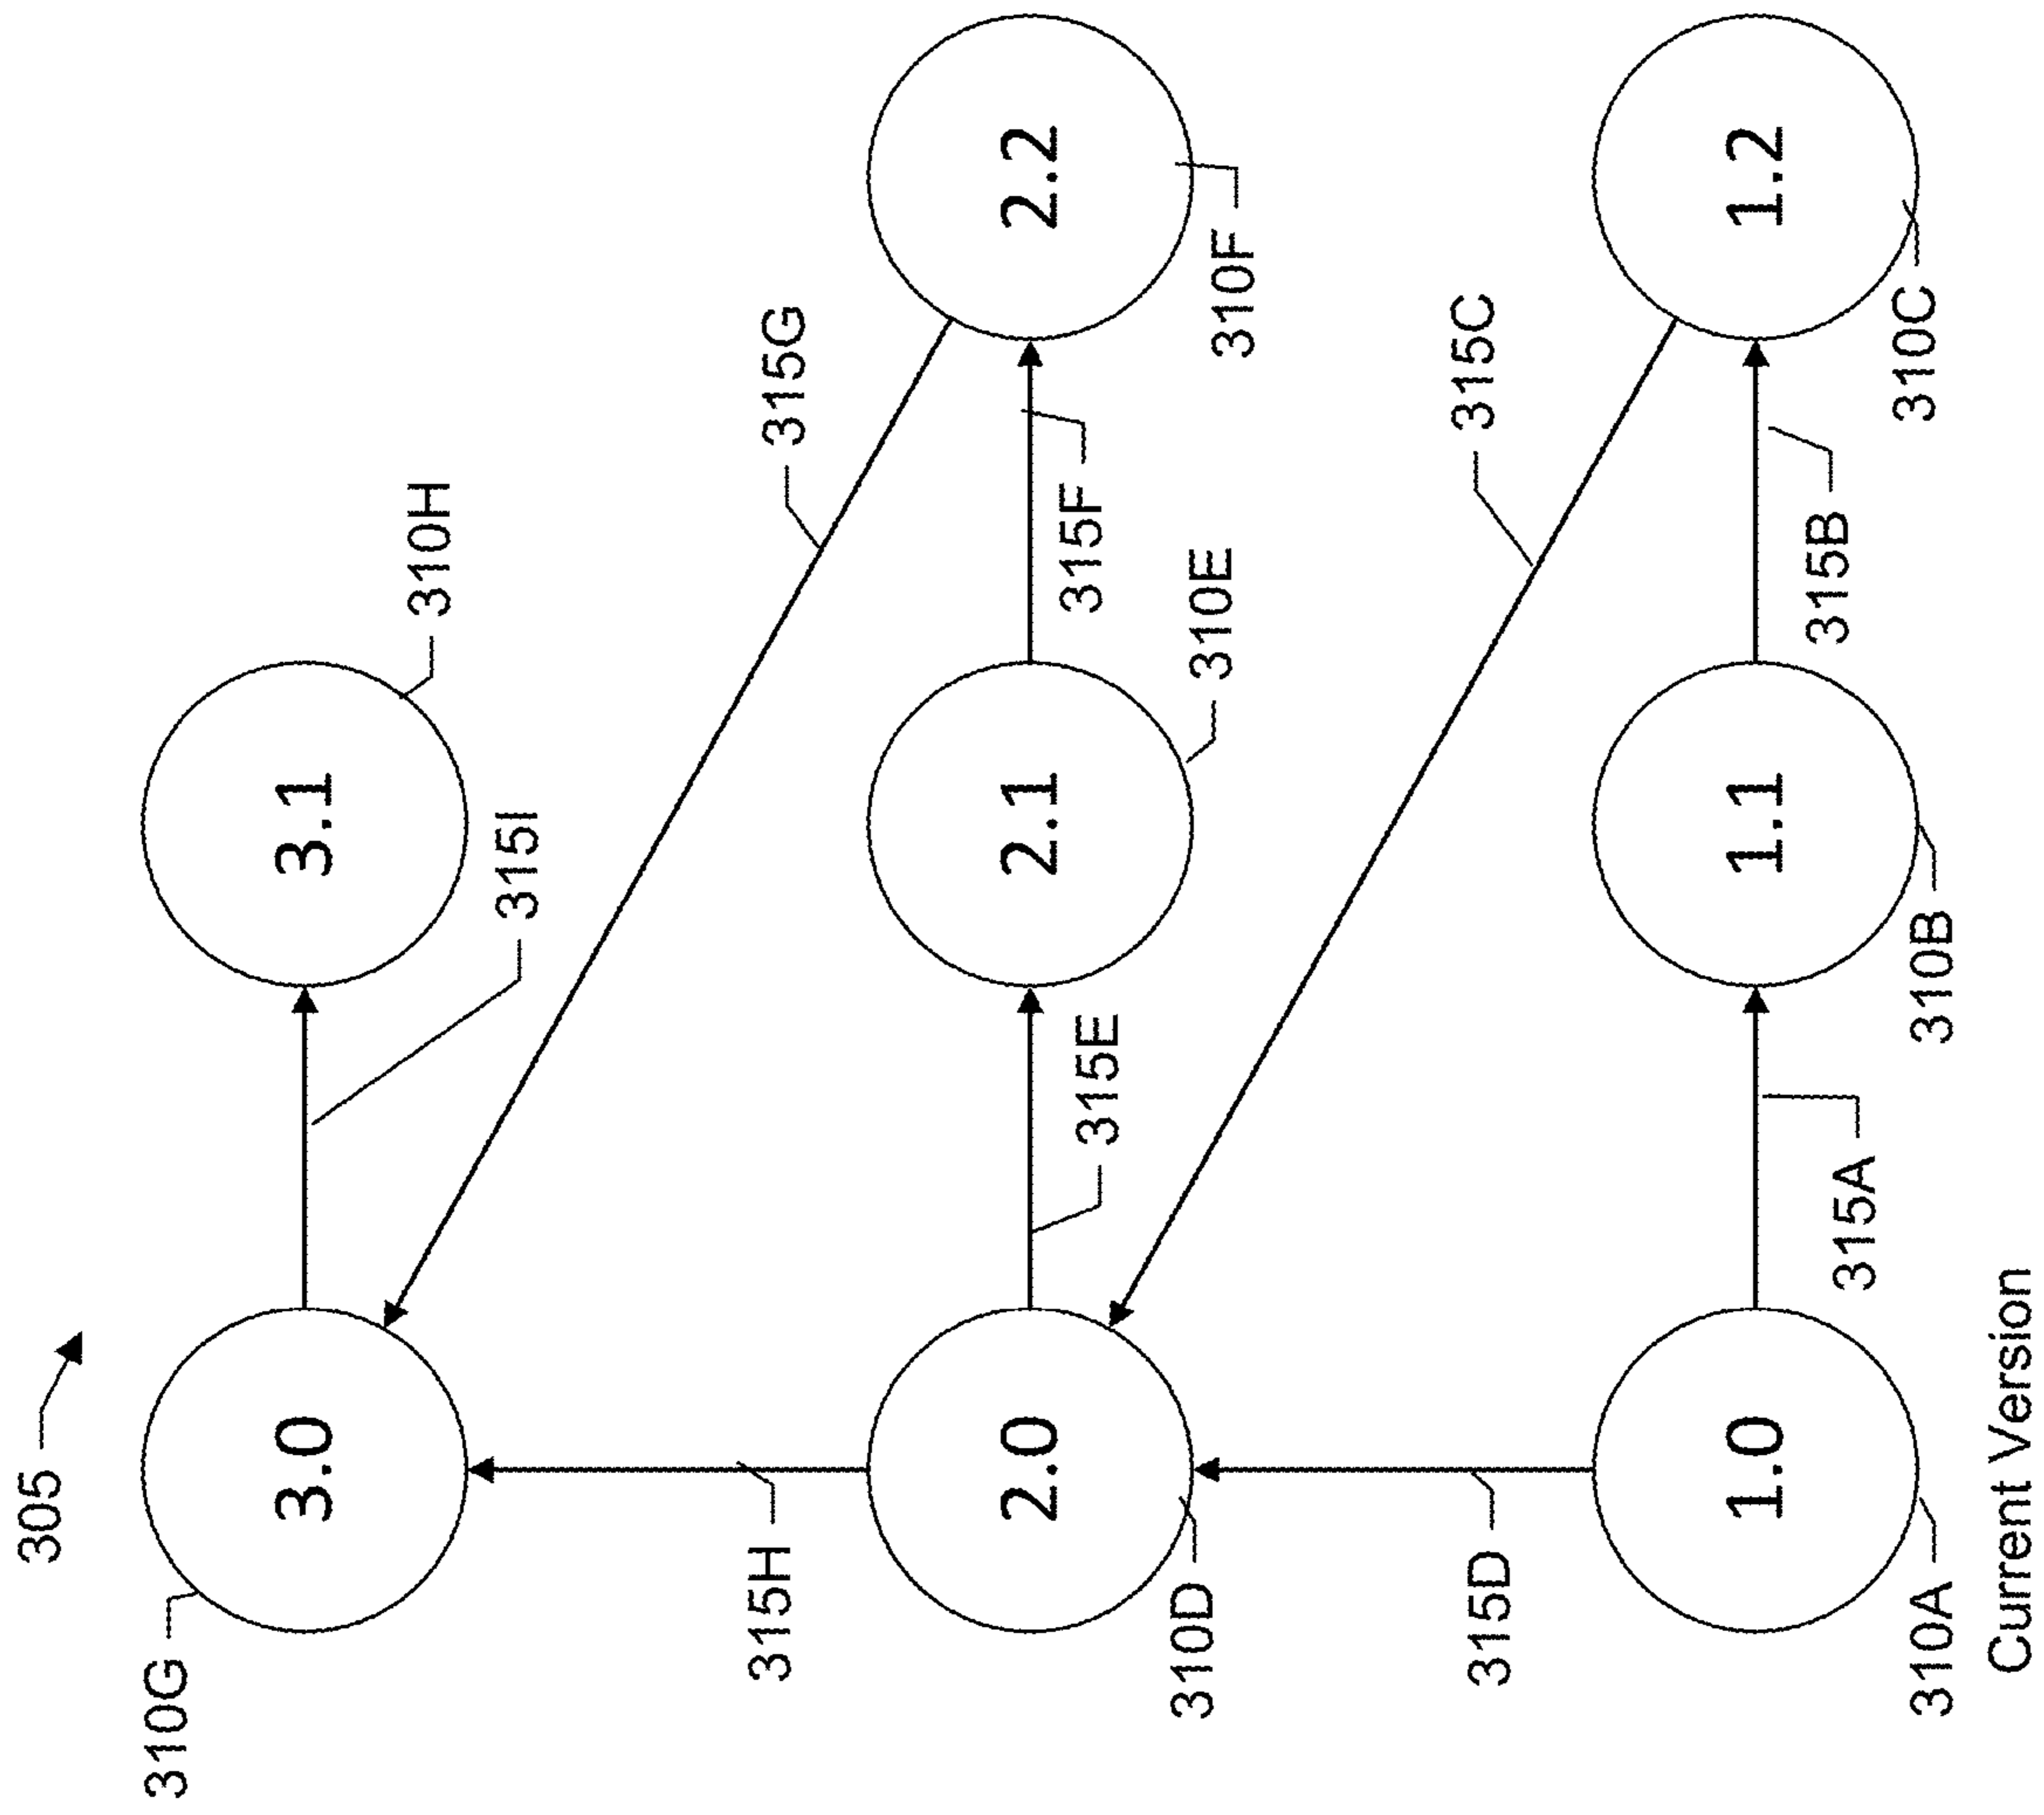 305
310G
3.0
3.1
310H
315I
315H
315G
2.0
2.1
2.2
315E
315F
310D
310E
310F
315D
315C
1.0
1.1
1.2
315A
315B
310A
310B
310C
Current Version